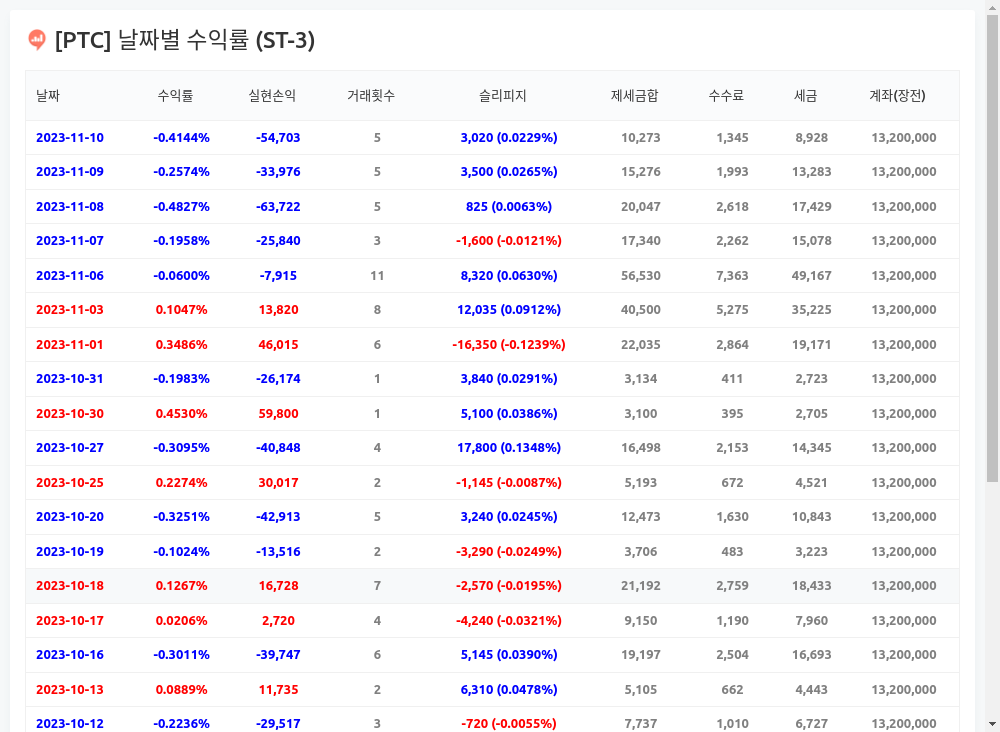 [PTC] 날짜별 수익률 (ST-3)
날짜 수익률 실현손익 거래횟수 슬리피지 제세금합 수수료 세금 계좌(장전)
2023-11-10 -0.4144% -54,703 5 3,020 (0.0229%) 10,273 1,345 8,928 13,200,000
2023-11-09 -0.2574% -33,976 5 3,500 (0.0265%) 15,276 1,993 13,283 13,200,000
2023-11-08 -0.4827% -63,722 5 825 (0.0063%) 20,047 2,618 17,429 13,200,000
2023-11-07 -0.1958% -25,840 3 -1,600 (-0.0121%) 17,340 2,262 15,078 13,200,000
2023-11-06 -0.0600% -7,915 11 8,320 (0.0630%) 56,530 7,363 49,167 13,200,000
2023-11-03 0.1047% 13,820 8 12,035 (0.0912%) 40,500 5,275 35,225 13,200,000
2023-11-01 0.3486% 46,015 6 -16,350 (-0.1239%) 22,035 2,864 19,171 13,200,000
2023-10-31 -0.1983% -26,174 1 3,840 (0.0291%) 3,134 411 2,723 13,200,000
2023-10-30 0.4530% 59,800 1 5,100 (0.0386%) 3,100 395 2,705 13,200,000
2023-10-27 -0.3095% -40,848 4 17,800 (0.1348%) 16,498 2,153 14,345 13,200,000
2023-10-25 0.2274% 30,017 2 -1,145 (-0.0087%) 5,193 672 4,521 13,200,000
2023-10-20 -0.3251% -42,913 5 3,240 (0.0245%) 12,473 1,630 10,843 13,200,000
2023-10-19 -0.1024% -13,516 2 -3,290 (-0.0249%) 3,706 483 3,223 13,200,000
2023-10-18 0.1267% 16,728 7 -2,570 (-0.0195%) 21,192 2,759 18,433 13,200,000
2023-10-17 0.0206% 2,720 4 -4,240 (-0.0321%) 9,150 1,190 7,960 13,200,000
2023-10-16 -0.3011% -39,747 6 5,145 (0.0390%) 19,197 2,504 16,693 13,200,000
2023-10-13 0.0889% 11,735 2 6,310 (0.0478%) 5,105 662 4,443 13,200,000
2023-10-12 -0.2236% -29,517 3 -720 (-0.0055%) 7,737 1,010 6,727 13,200,000